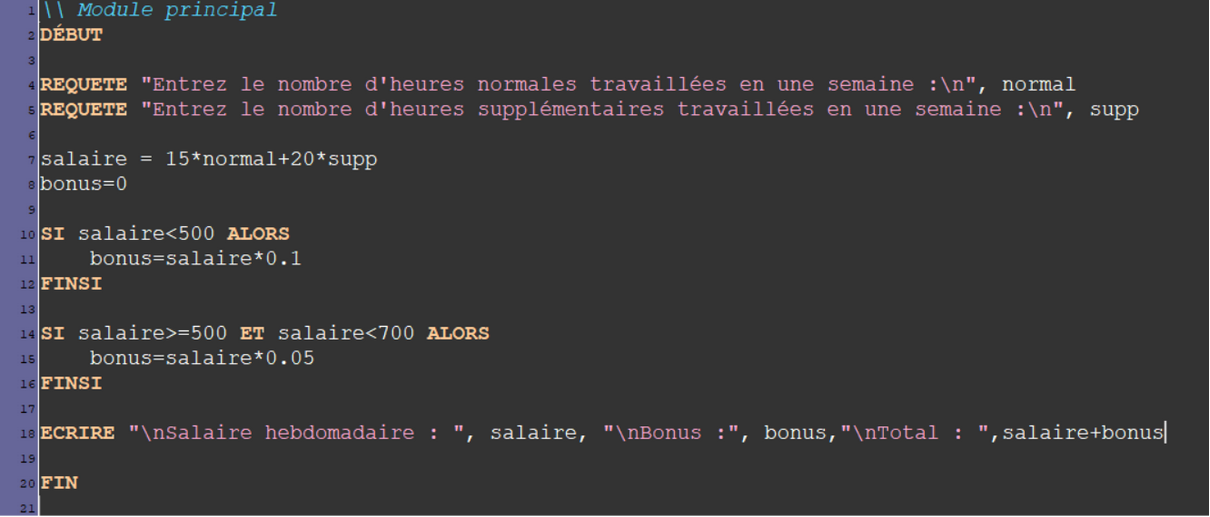 1 \\ Module principal
2 DÉBUT
3
4 REQUETE "Entrez le nombre d'heures normales travaillées en une semaine :\n", normal
5 REQUETE "Entrez le nombre d'heures supplémentaires travaillées en une semaine :\n", supp
6
7 salaire = 15*normal+20*supp
8 bonus=0
9
10 SI salaire<500 ALORS
11     bonus=salaire*0.1
12 FINSI
13
14 SI salaire>=500 ET salaire<700 ALORS
15     bonus=salaire*0.05
16 FINSI
17
18 ECRIRE "\nSalaire hebdomadaire : ", salaire, "\nBonus :", bonus,"\nTotal : ",salaire+bonus
19
20 FIN
21